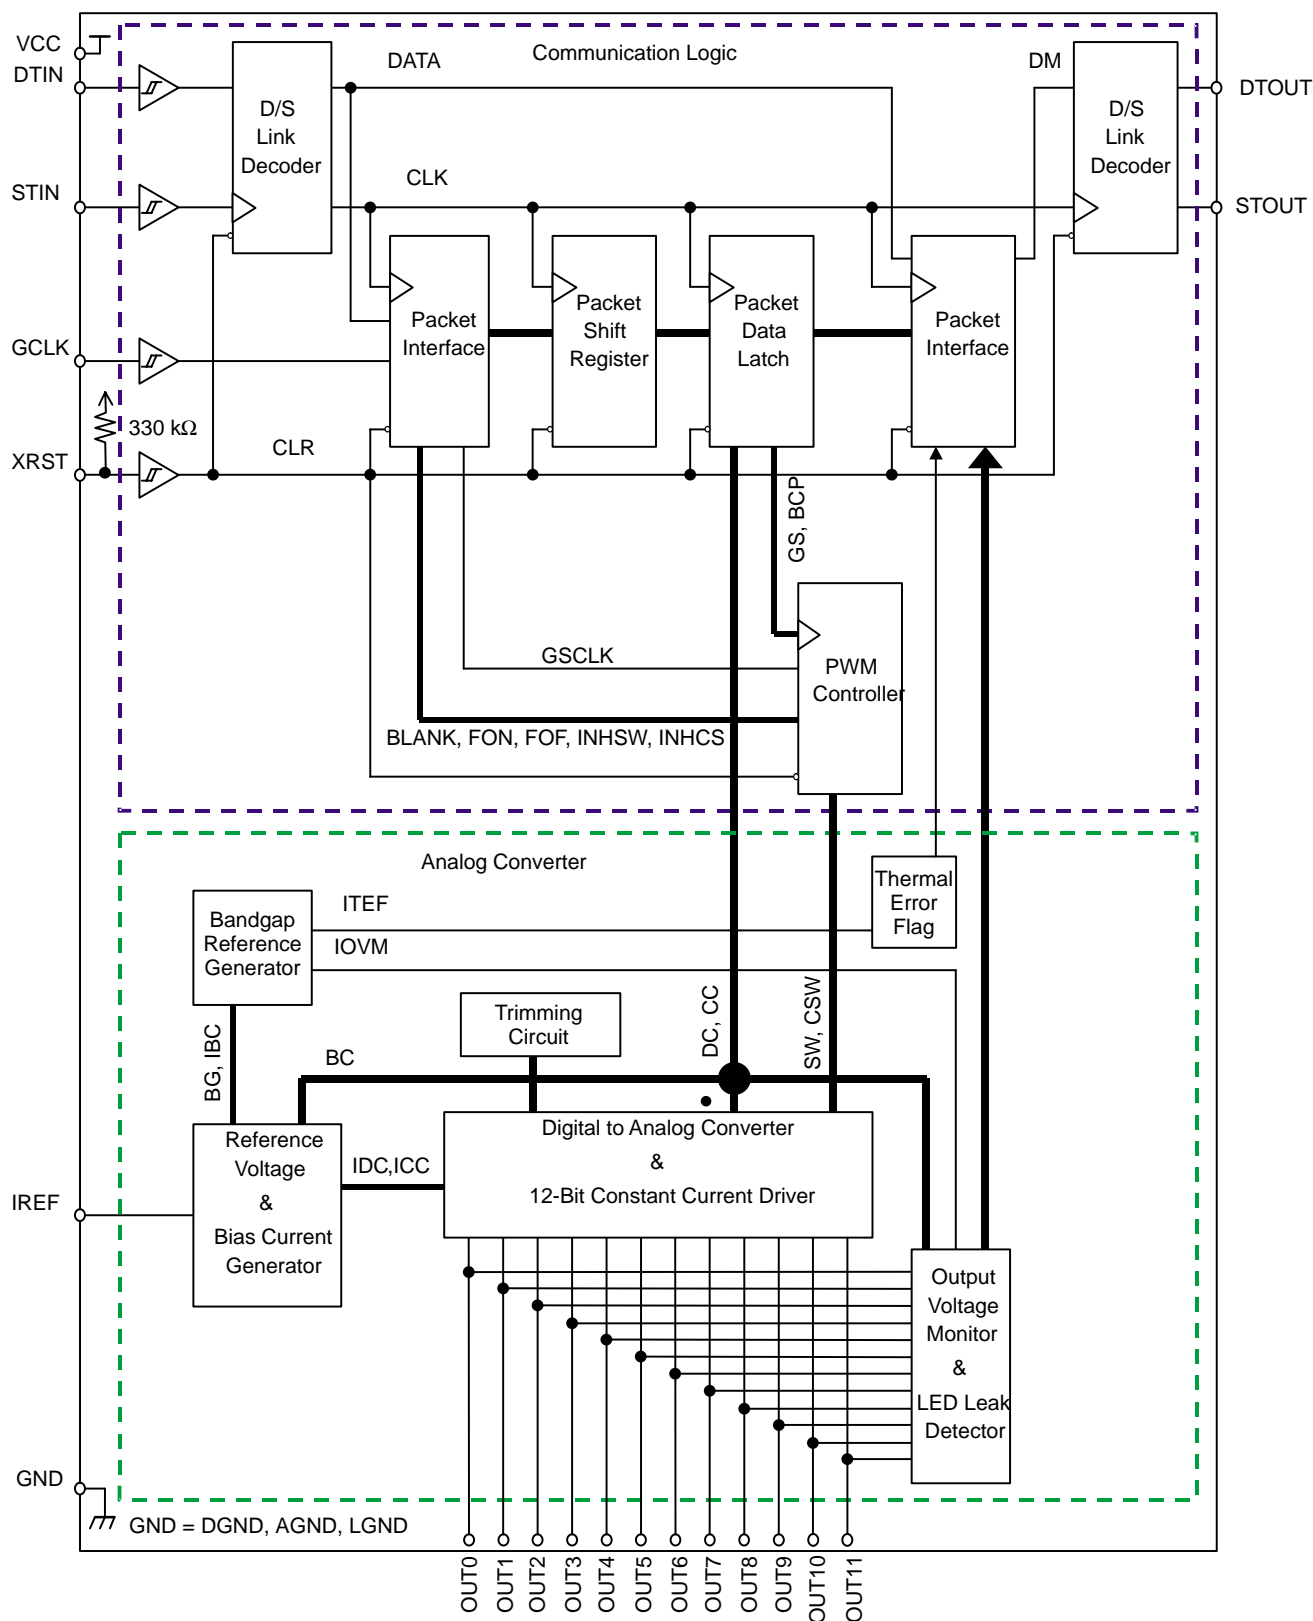 VCC
DTIN
STIN
GCLK
330 kΩ
XRST
Communication Logic
DATA
DM
D/S
Link
Decoder
D/S
Link
Decoder
DTOUT
STOUT
CLK
Packet
Interface
Packet
Shift
Register
Packet
Data
Latch
Packet
Interface
CLR
GS, BCP
GSCLK
PWM
Controller
BLANK, FON, FOF, INHSW, INHCS
Analog Converter
Thermal
Error
Flag
Bandgap
Reference
Generator
ITEF
IOVM
Trimming
Circuit
DC, CC
SW, CSW
BG, IBC
BC
Reference
Voltage
&
Bias Current
Generator
IDC,ICC
Digital to Analog Converter
&
12-Bit Constant Current Driver
IREF
Output
Voltage
Monitor
&
LED Leak
Detector
GND
GND = DGND, AGND, LGND
OUT0
OUT1
OUT2
OUT3
OUT4
OUT5
OUT6
OUT7
OUT8
OUT9
OUT10
OUT11